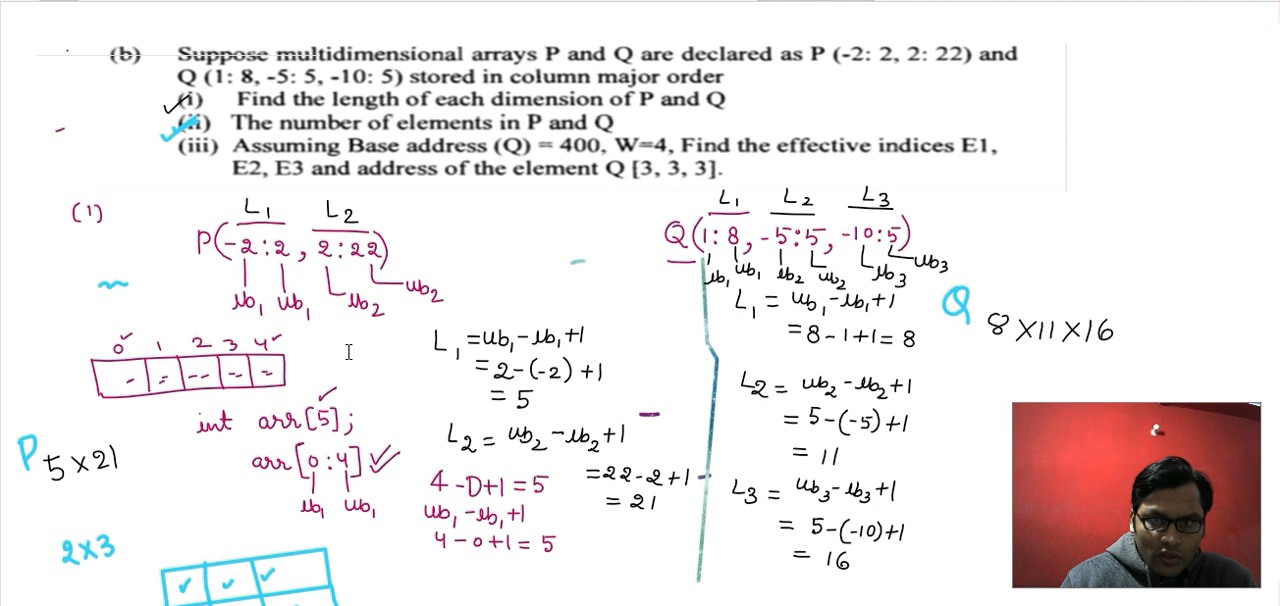 (b) Suppose multidimensional arrays P and Q are declared as P (-2: 2, 2: 22) and
Q (1: 8, -5: 5, -10: 5) stored in column major order
(i) Find the length of each dimension of P and Q
(ii) The number of elements in P and Q
(iii) Assuming Base address (Q) = 400, W=4, Find the effective indices E1,
E2, E3 and address of the element Q [3, 3, 3].
(1)
L1 L2
P(-2:2, 2:22)
lb1 ub1 lb2 ub2
0 1 2 3 4
int arr[5];
arr[0:4]
lb1 ub1
P 5X21
2X3
L1 = ub1-lb1+1
= 2-(-2)+1
= 5
L2 = ub2-lb2+1
= 22-2+1
= 21
4-0+1 = 5
ub1-lb1+1
4-0+1 = 5
L1 L2 L3
Q(1:8, -5:5, -10:5)
lb1 ub1 lb2 ub2 lb3 ub3
L1 = ub1-lb1+1
= 8-1+1 = 8
Q 8X11X16
L2 = ub2-lb2+1
= 5-(-5)+1
= 11
L3 = ub3-lb3+1
= 5-(-10)+1
= 16